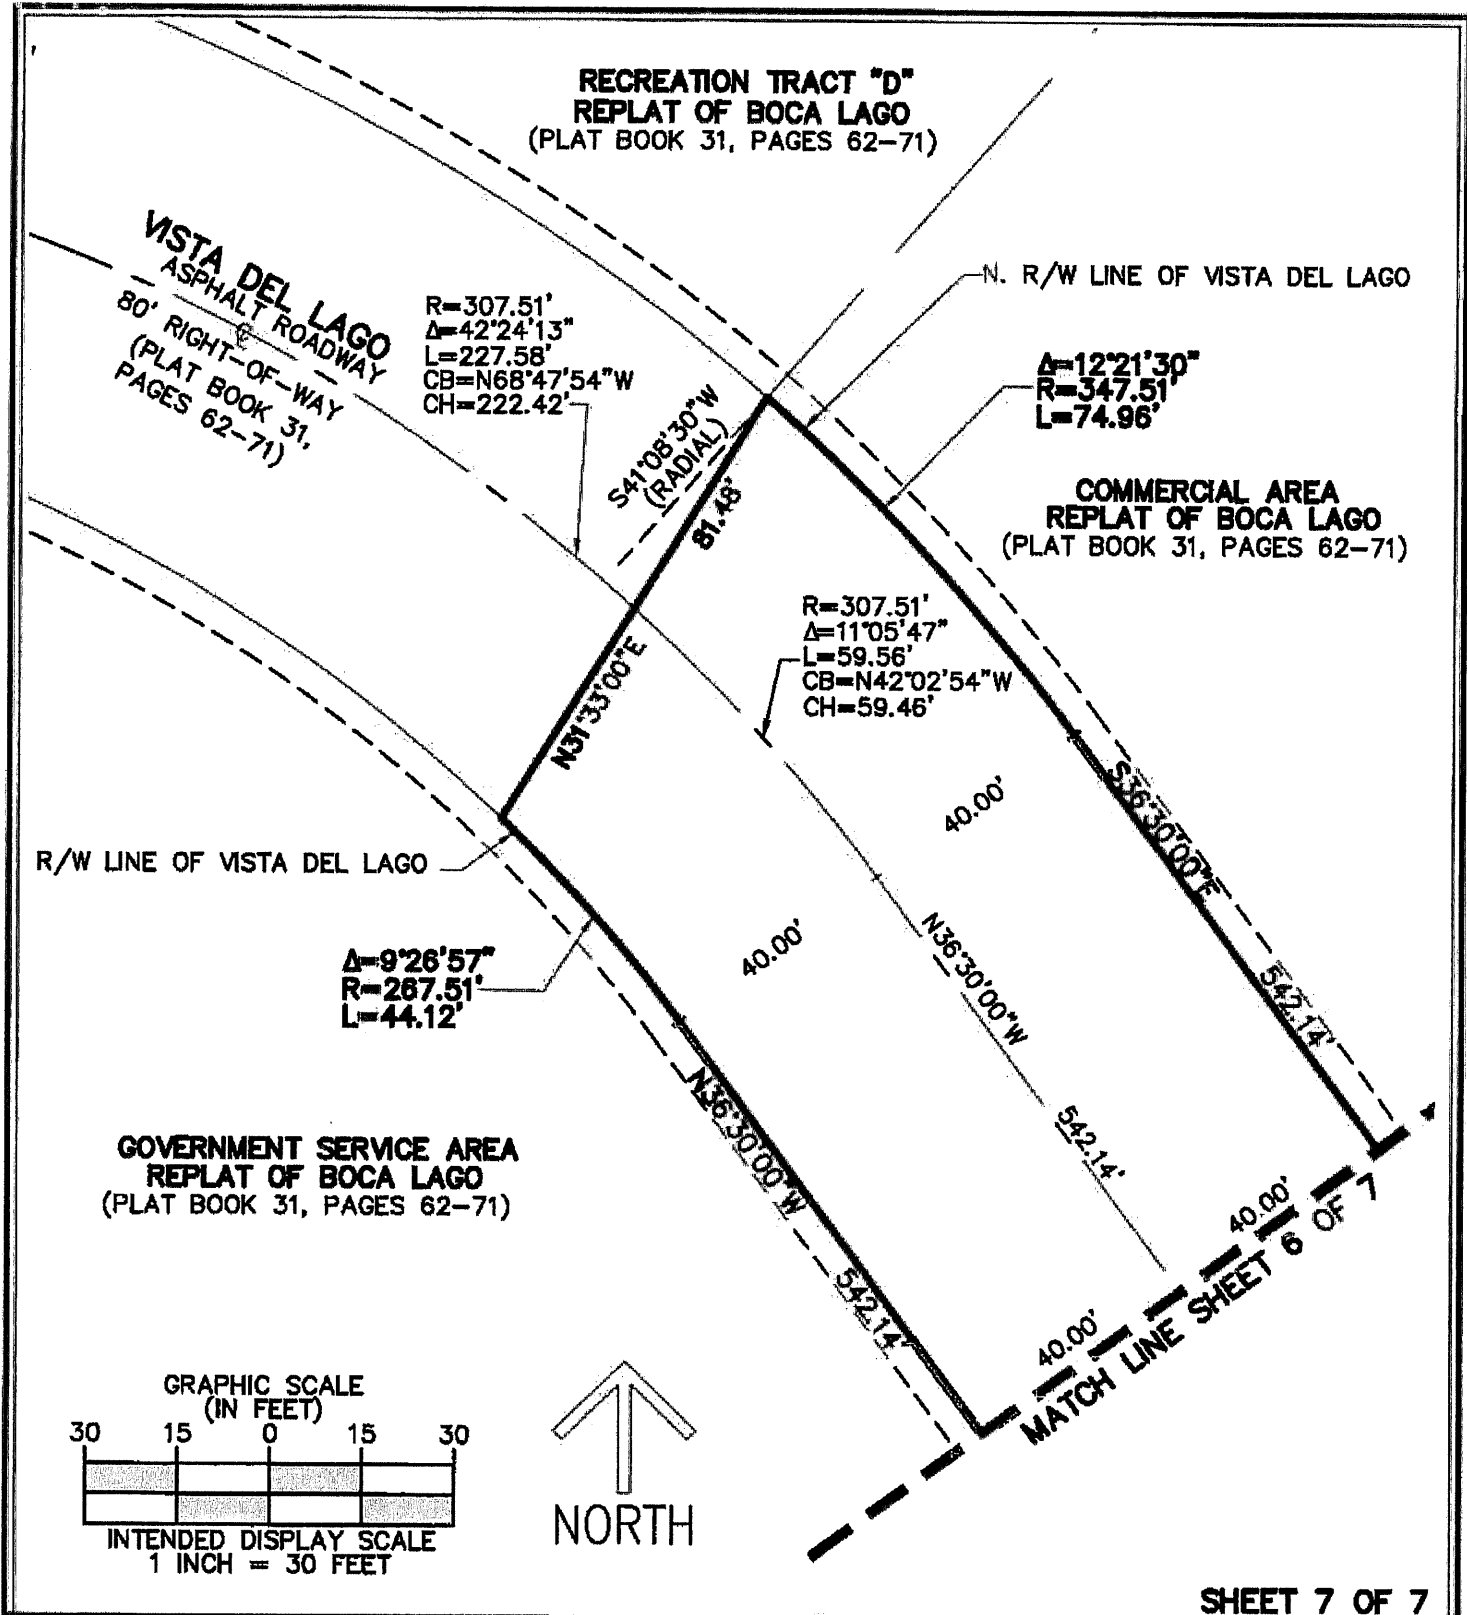 RECREATION TRACT "D"
REPLAT OF BOCA LAGO
(PLAT BOOK 31, PAGES 62-71)
VISTA DEL LAGO
ASPHALT ROADWAY
80' RIGHT-OF-WAY
(PLAT BOOK 31,
PAGES 62-71)
R=307.51'
Δ=42°24'13"
L=227.58'
CB=N68°47'54"W
CH=222.42'
N. R/W LINE OF VISTA DEL LAGO
Δ=12°21'30"
R=347.51'
L=74.96'
S41°08'30"W
(RADIAL)
81.48'
N31°33'00"E
COMMERCIAL AREA
REPLAT OF BOCA LAGO
(PLAT BOOK 31, PAGES 62-71)
R=307.51'
Δ=11°05'47"
L=59.56'
CB=N42°02'54"W
CH=59.46'
40.00'
S36°30'00"E
542.14'
R/W LINE OF VISTA DEL LAGO
40.00'
N36°30'00"W
542.14'
Δ=9°26'57"
R=267.51'
L=44.12'
N36°30'00"W
542.14'
GOVERNMENT SERVICE AREA
REPLAT OF BOCA LAGO
(PLAT BOOK 31, PAGES 62-71)
40.00'
40.00'
MATCH LINE SHEET 6 OF 7
GRAPHIC SCALE
(IN FEET)
30 15 0 15 30
INTENDED DISPLAY SCALE
1 INCH = 30 FEET
NORTH
SHEET 7 OF 7